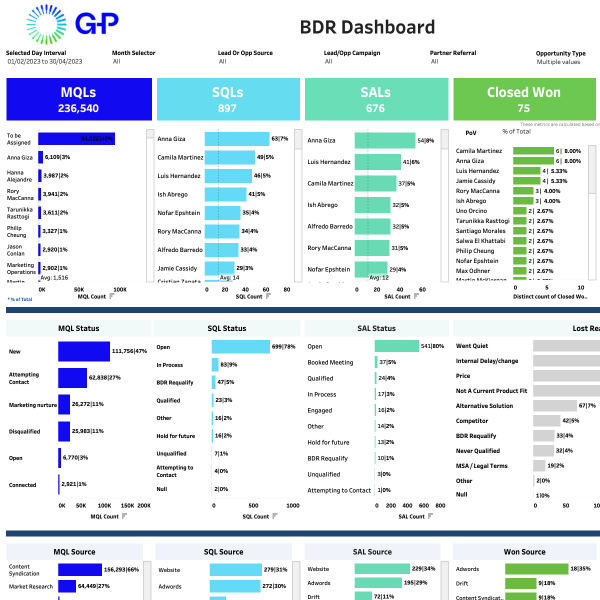 G-P
BDR Dashboard
Selected Day Interval
01/02/2023 to 30/04/2023
Month Selector
All
Lead Or Opp Source
All
Lead/Opp Campaign
All
Partner Referral
All
Opportunity Type
Multiple values
MQLs
236,540
SQLs
897
SALs
676
Closed Won
75
These metrics are calculated based on
To be Assigned
Anna Giza 6,109|3%
Hanna Alejandre 3,987|2%
Rory MacCanna 3,941|2%
Tarunikka Rasttogi 3,611|2%
Philip Cheung 3,327|1%
Jason Conlan 2,920|1%
Marketing Operations 2,902|1%
Avg: 1,516
0K 50K 100K
MQL Count
* % of Total
Anna Giza 63|7%
Camila Martinez 49|5%
Luis Hernandez 46|5%
Ish Abrego 41|5%
Nofar Epshtein 35|4%
Rory MacCanna 34|4%
Alfredo Barredo 33|4%
Jamie Cassidy 29|3%
Cristian Zapata
Avg: 14
0 20 40 60 80
SQL Count
Anna Giza 54|8%
Luis Hernandez 41|6%
Camila Martinez 37|5%
Ish Abrego 32|5%
Alfredo Barredo 32|5%
Rory MacCanna 31|5%
Nofar Epshtein 29|4%
Avg: 12
0 20 40 60
SAL Count
PoV
% of Total
Camila Martinez 6| 8.00%
Anna Giza 6| 8.00%
Luis Hernandez 4| 5.33%
Jamie Cassidy 4| 5.33%
Rory MacCanna 3| 4.00%
Ish Abrego 3| 4.00%
Uno Orcino 2| 2.67%
Tarunikka Rasttogi 2| 2.67%
Santiago Morales 2| 2.67%
Salwa El Khattabi 2| 2.67%
Philip Cheung 2| 2.67%
Nofar Epshtein 2| 2.67%
Max Odhner 2| 2.67%
0 5 10
Distinct count of Closed Wo..
MQL Status
New 111,756|47%
Attempting Contact 62,838|27%
Marketing nurture 26,272|11%
Disqualified 25,983|11%
Open 6,770|3%
Connected 2,921|1%
0K 50K 100K 150K 200K
MQL Count
SQL Status
Open 699|78%
In Process 83|9%
BDR Requalify 47|5%
Qualified 23|3%
Other 16|2%
Hold for future 16|2%
Unqualified 7|1%
Attempting to Contact 4|0%
Null 2|0%
0 500 1000
SQL Count
SAL Status
Open 541|80%
Booked Meeting 37|5%
Qualified 24|4%
In Process 17|3%
Engaged 16|2%
Other 14|2%
Hold for future 13|2%
BDR Requalify 10|1%
Unqualified 3|0%
Attempting to Contact 1|0%
0 200 400 600 800
SAL Count
Lost Rea
Went Quiet
Internal Delay/change
Price
Not A Current Product Fit
Alternative Solution 67|7%
Competitor 42|5%
BDR Requalify 33|4%
Never Qualified 32|4%
MSA / Legal Terms 19|2%
Other 2|0%
Null 1|0%
0 100
MQL Source
Content Syndication 156,293|66%
Market Research 64,449|27%
SQL Source
Website 279|31%
Adwords 272|30%
SAL Source
Website 229|34%
Adwords 195|29%
Drift 72|11%
Won Source
Adwords 18|35%
Drift 9|18%
Content Syndicat.. 9|18%